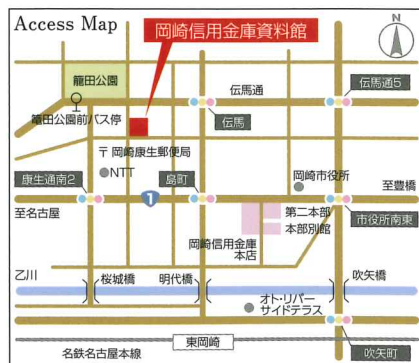 Access Map
岡崎信用金庫資料館
N
籠田公園
伝馬通
伝馬通5
籠田公園前バス停
伝馬
〒岡崎康生郵便局
NTT
岡崎市役所
康生通南2
島町
至豊橋
1
至名古屋
第二本部
本部別館
市役所南東
岡崎信用金庫
本店
乙川
桜城橋
明代橋
吹矢橋
オト・リバー
サイドテラス
東岡崎
吹矢町
名鉄名古屋本線